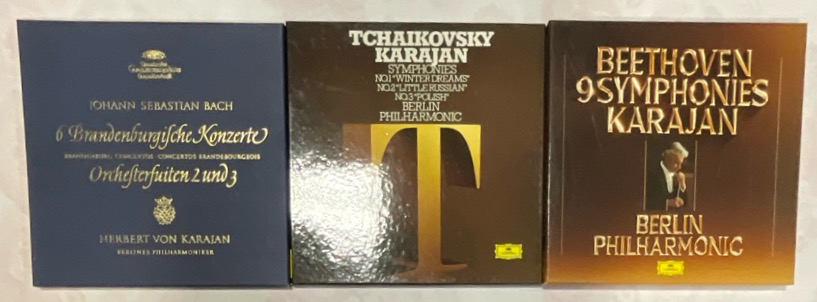 Deutsche
Grammophon
Gesellschaft
JOHANN SEBASTIAN BACH
6 Brandenburgische Konzerte
BRANDENBURG CONCERTOS · CONCERTOS BRANDEBOURGEOIS
Orchestersuiten 2 und 3
HERBERT VON KARAJAN
BERLINER PHILHARMONIKER
TCHAIKOVSKY
KARAJAN
SYMPHONIES
NO.1 "WINTER DREAMS"
NO.2 "LITTLE RUSSIAN"
NO.3 "POLISH"
BERLIN
PHILHARMONIC
T
BEETHOVEN
9 SYMPHONIES
KARAJAN
BERLIN
PHILHARMONIC